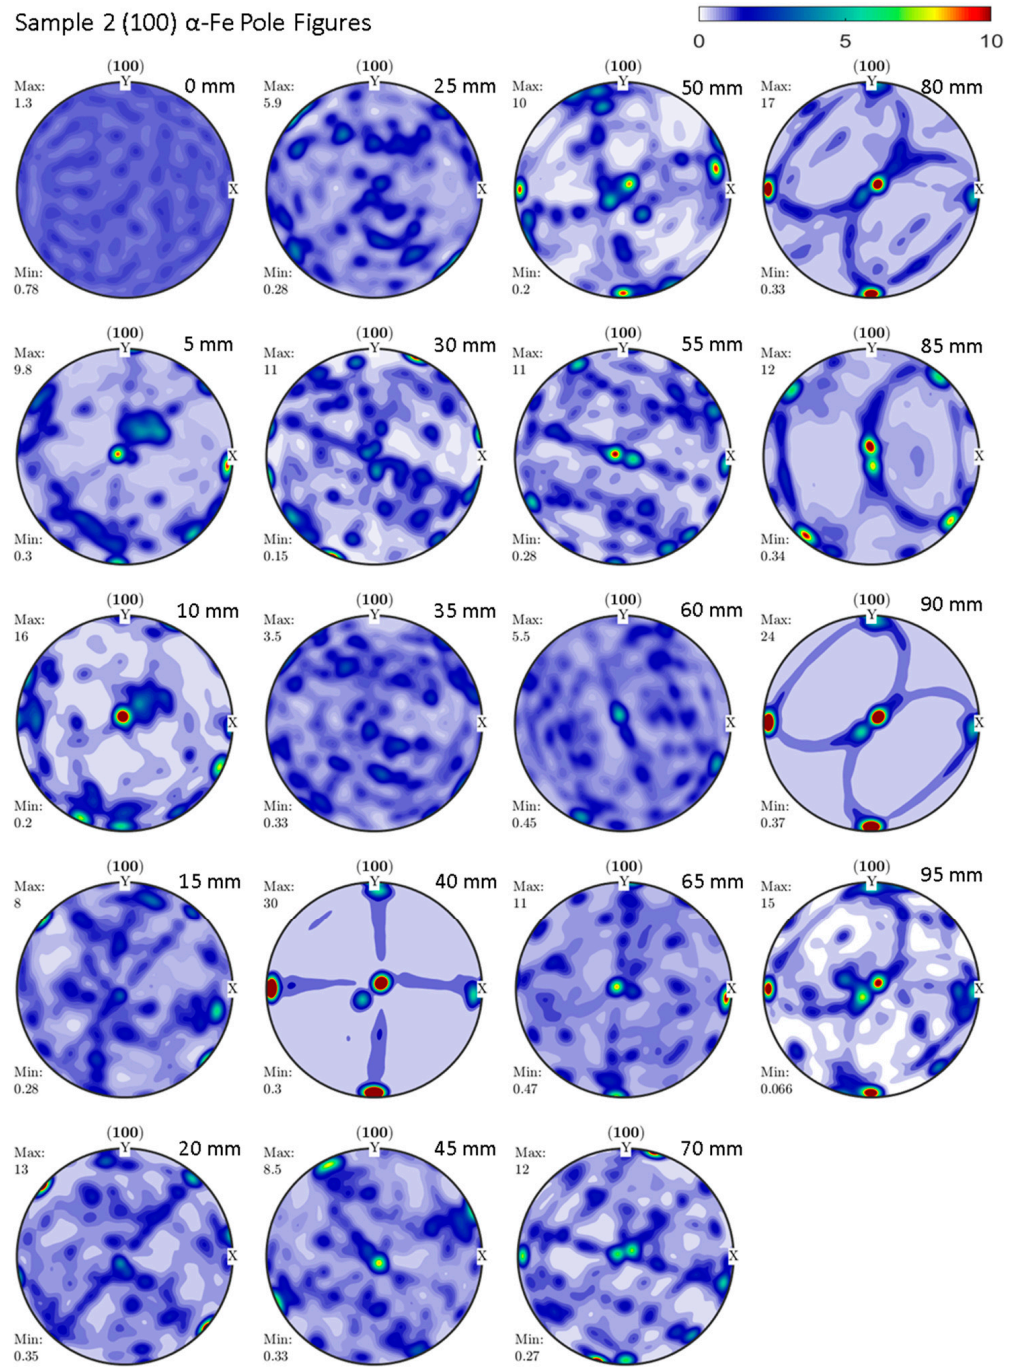 Sample 2 (100) α-Fe Pole Figures
0 5 10
(100)
Y
0 mm
Max:
1.3
X
Min:
0.78
(100)
Y
25 mm
Max:
5.9
X
Min:
0.28
(100)
Y
50 mm
Max:
10
X
Min:
0.2
(100)
Y
80 mm
Max:
17
X
Min:
0.33
(100)
Y
5 mm
Max:
9.8
X
Min:
0.3
(100)
Y
30 mm
Max:
11
X
Min:
0.15
(100)
Y
55 mm
Max:
11
X
Min:
0.28
(100)
Y
85 mm
Max:
12
X
Min:
0.34
(100)
Y
10 mm
Max:
16
X
Min:
0.2
(100)
Y
35 mm
Max:
3.5
X
Min:
0.33
(100)
Y
60 mm
Max:
5.5
X
Min:
0.45
(100)
Y
90 mm
Max:
24
X
Min:
0.37
(100)
Y
15 mm
Max:
8
X
Min:
0.28
(100)
Y
40 mm
Max:
30
X
Min:
0.3
(100)
Y
65 mm
Max:
11
X
Min:
0.47
(100)
Y
95 mm
Max:
15
X
Min:
0.066
(100)
Y
20 mm
Max:
13
X
Min:
0.35
(100)
Y
45 mm
Max:
8.5
X
Min:
0.33
(100)
Y
70 mm
Max:
12
X
Min:
0.27